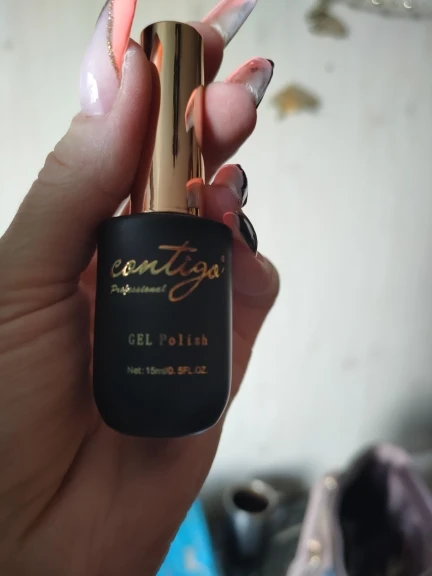 contigo'
Professional
GEL Polish
Net: 15ml/0.5FL.OZ.